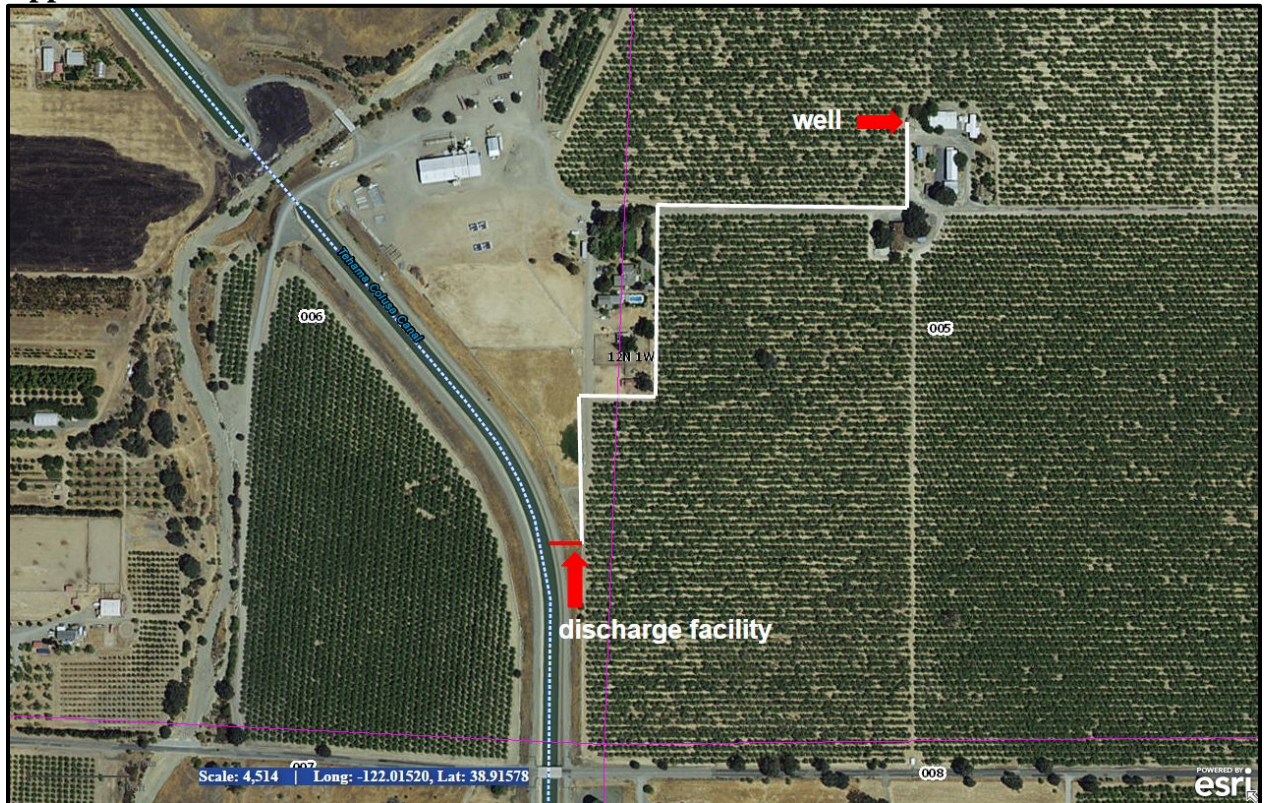 well
Tehama Colusa Canal
006
005
12N 1W
discharge facility
Scale: 4,514 | Long: -122.01520, Lat: 38.91578
008
POWERED BY
esri